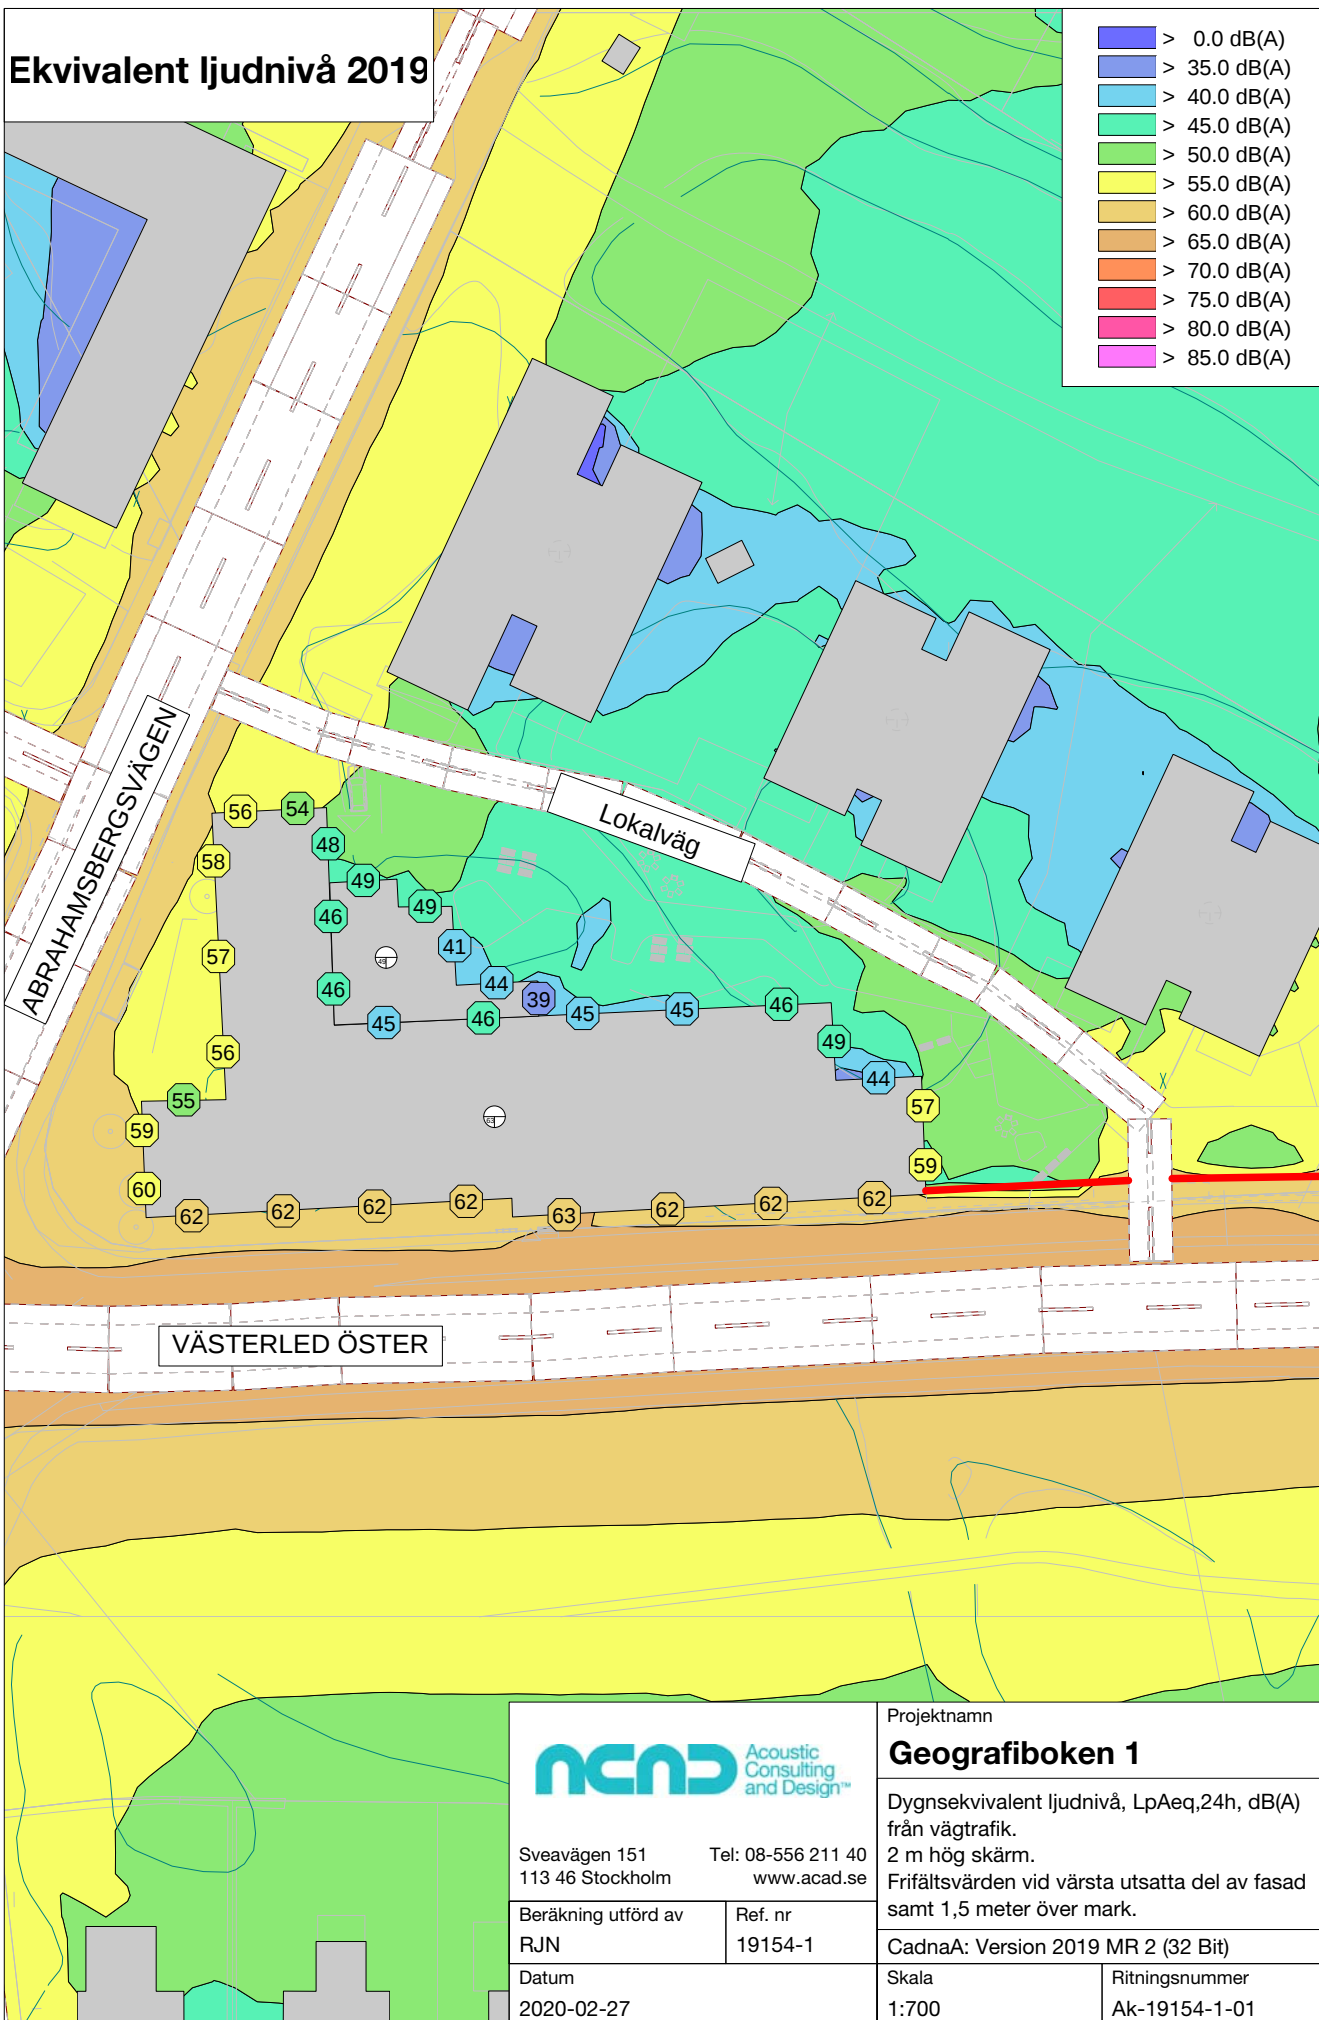 Ekvivalent ljudnivå 2019
> 0.0 dB(A)
> 35.0 dB(A)
> 40.0 dB(A)
> 45.0 dB(A)
> 50.0 dB(A)
> 55.0 dB(A)
> 60.0 dB(A)
> 65.0 dB(A)
> 70.0 dB(A)
> 75.0 dB(A)
> 80.0 dB(A)
> 85.0 dB(A)
ABRAHAMSBERGSVÄGEN
Lokalväg
56
54
48
58
49
49
46
41
57
44
46
39
45
46
45
45
46
49
56
44
55
57
59
59
60
62
62
62
62
63
62
62
62
49
63
VÄSTERLED ÖSTER
ACAD
Acoustic
Consulting
and Design™
Sveavägen 151
113 46 Stockholm
Tel: 08-556 211 40
www.acad.se
Beräkning utförd av
RJN
Ref. nr
19154-1
Datum
2020-02-27
Projektnamn
Geografiboken 1
Dygnsekvivalent ljudnivå, LpAeq,24h, dB(A)
från vägtrafik.
2 m hög skärm.
Frifältsvärden vid värsta utsatta del av fasad
samt 1,5 meter över mark.
CadnaA: Version 2019 MR 2 (32 Bit)
Skala
1:700
Ritningsnummer
Ak-19154-1-01